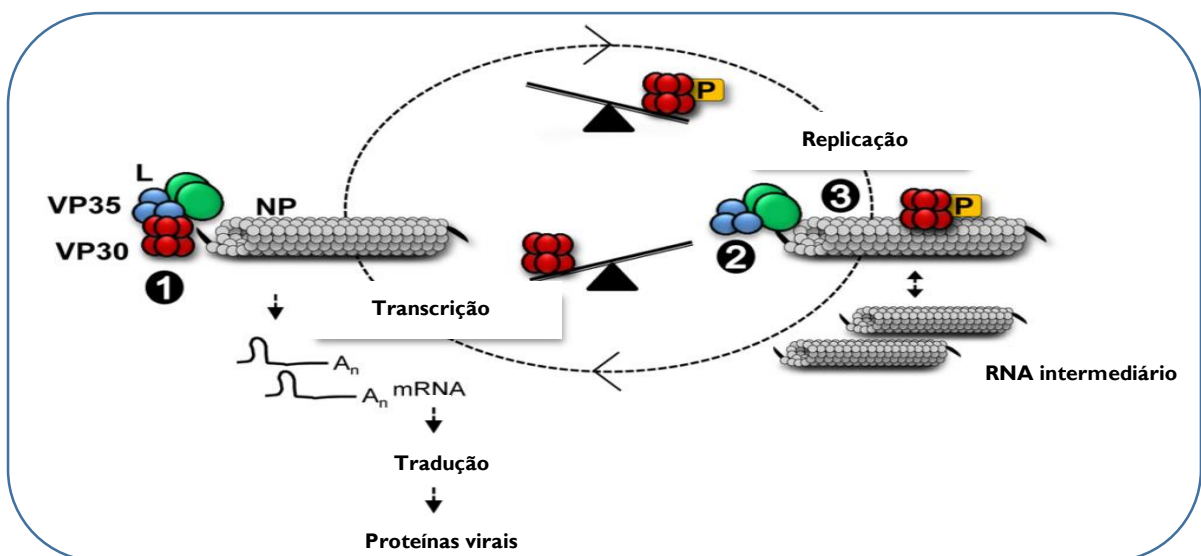 P
Replicação
L
VP35
NP
VP30
1
3
P
2
Transcrição
An
An mRNA
RNA intermediário
Tradução
Proteínas virais